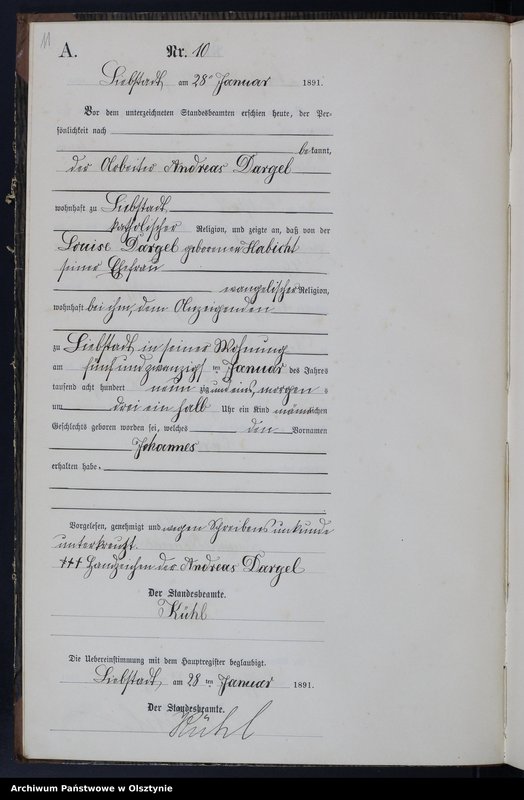 11
A.
Nr. 10
Liebstadt, am 28 Januar 1891.
Vor dem unterzeichneten Standesbeamten erschien heute, der Per-
sönlichkeit nach
bekannt,
der Arbeiter Andreas Dargel
wohnhaft zu Liebstadt
katholischer Religion, und zeigte an, daß von der
Louise Dargel geborenen Habicht
seiner Ehefrau
evangelischer Religion,
wohnhaft bei ihm, dem Anzeigenden
zu Liebstadt in seiner Wohnung
am fünfundzwanzigsten Januar des Jahres
tausend acht hundert neunzig und eins, morgens
um drei ein halb Uhr ein Kind männlichen
Geschlechts geboren worden sei, welches den Vornamen
Johannes
erhalten habe.
Vorgelesen, genehmigt und wegen Schreibensunkunde
unterkreuzt.
+++ Handzeichen des Andreas Dargel
Der Standesbeamte.
Kühl
Die Uebereinstimmung mit dem Hauptregister beglaubigt.
Liebstadt, am 28 ten Januar 1891.
Der Standesbeamte.
Kühl
Archiwum Państwowe w Olsztynie